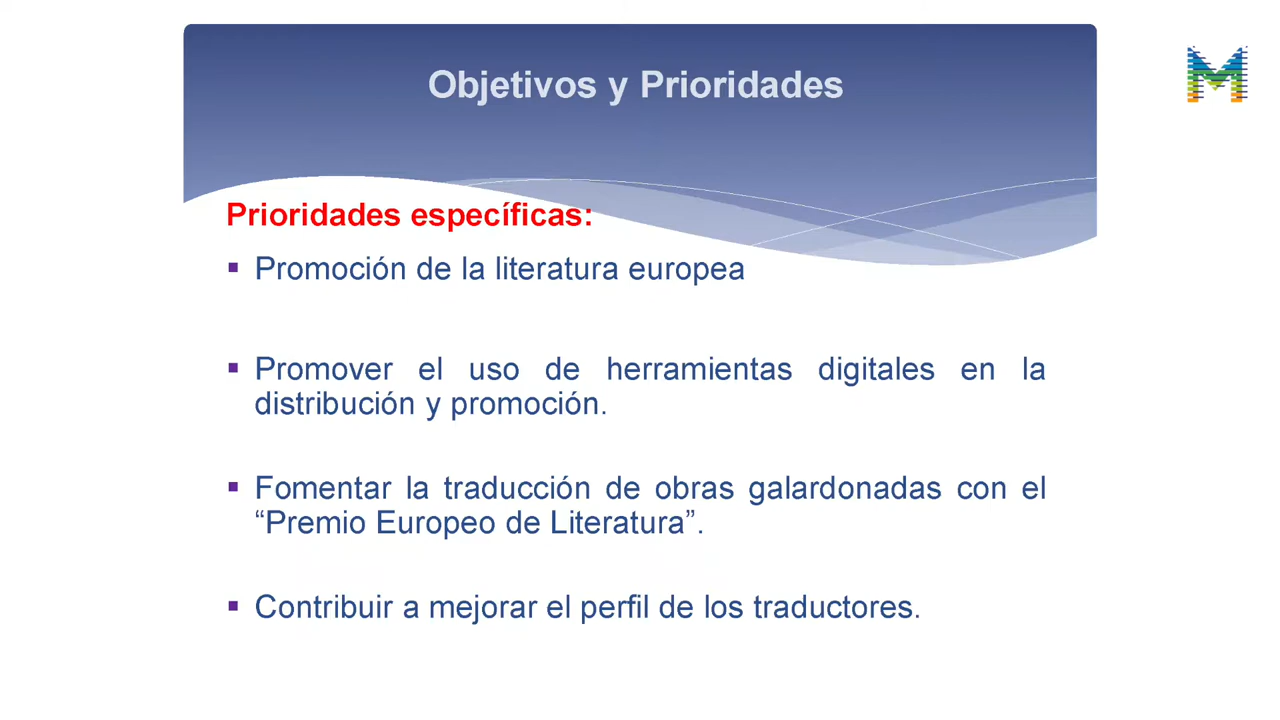 Objetivos y Prioridades
M
Prioridades específicas:
▪ Promoción de la literatura europea
▪ Promover el uso de herramientas digitales en la
distribución y promoción.
▪ Fomentar la traducción de obras galardonadas con el
“Premio Europeo de Literatura”.
▪ Contribuir a mejorar el perfil de los traductores.